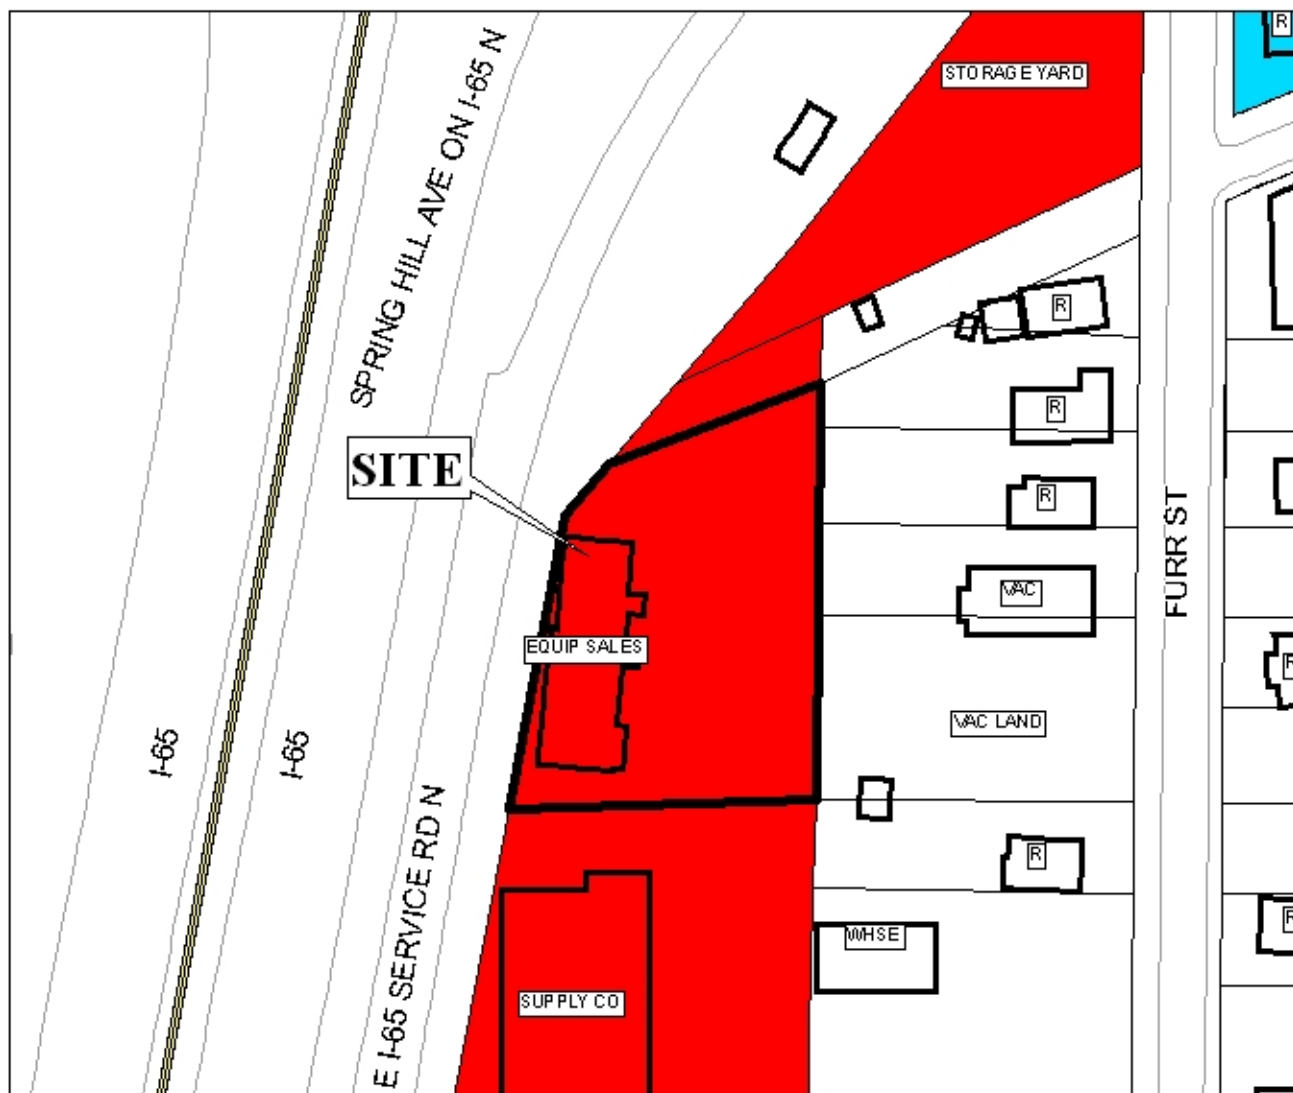 R
STORAGE YARD
SPRING HILL AVE ON I-65 N
R
R
SITE
R
FURR ST
VAC
EQUIP SALES
R
VAC LAND
I-65
I-65
E I-65 SERVICE RD N
R
R
WHSE
SUPPLY CO